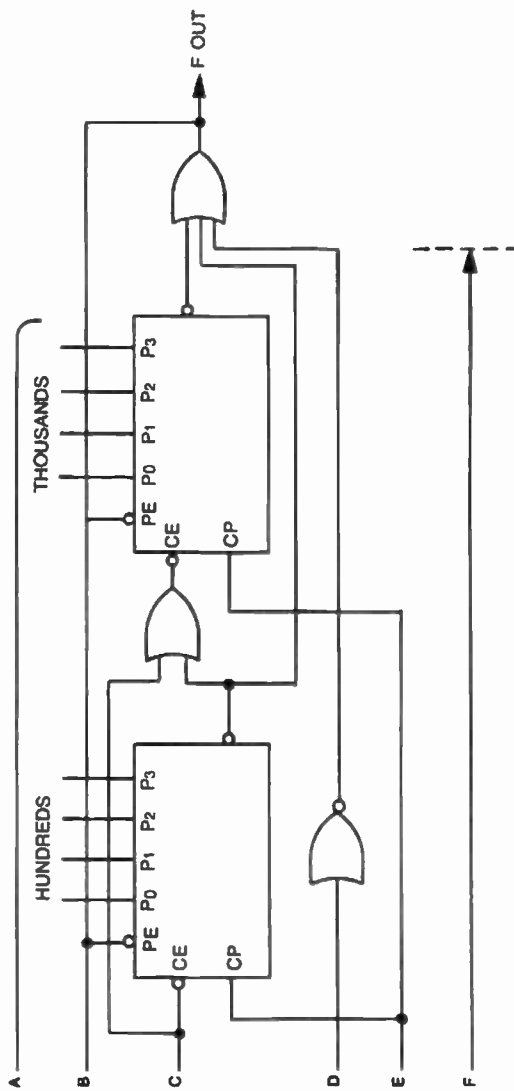 A
HUNDREDS
THOUSANDS
B
PE P0 P1 P2 P3
PE P0 P1 P2 P3
F OUT
CE
CE
C
CP
CP
D
E
F